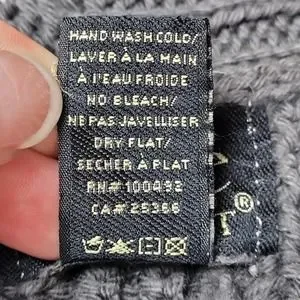 HAND WASH COLD/
LAVER À LA MAIN
À L'EAU FROIDE
NO BLEACH/
NE PAS JAVELLISER
DRY FLAT/
SÉCHER À PLAT
RN# 100492
CA# 25366
®
T